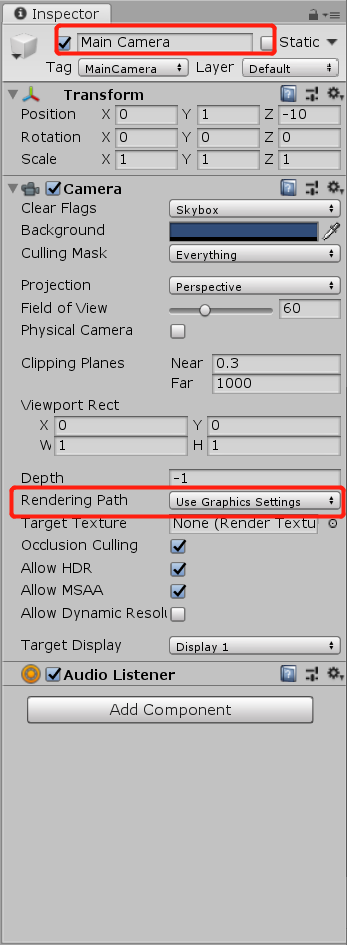 Inspector
Main Camera Static
Tag MainCamera Layer Default
Transform
Position X 0 Y 1 Z -10
Rotation X 0 Y 0 Z 0
Scale X 1 Y 1 Z 1
Camera
Clear Flags Skybox
Background
Culling Mask Everything
Projection Perspective
Field of View 60
Physical Camera
Clipping Planes Near 0.3
Far 1000
Viewport Rect
X 0 Y 0
W 1 H 1
Depth -1
Rendering Path Use Graphics Settings
Target Texture None (Render Textu
Occlusion Culling
Allow HDR
Allow MSAA
Allow Dynamic Resolu
Target Display Display 1
Audio Listener
Add Component